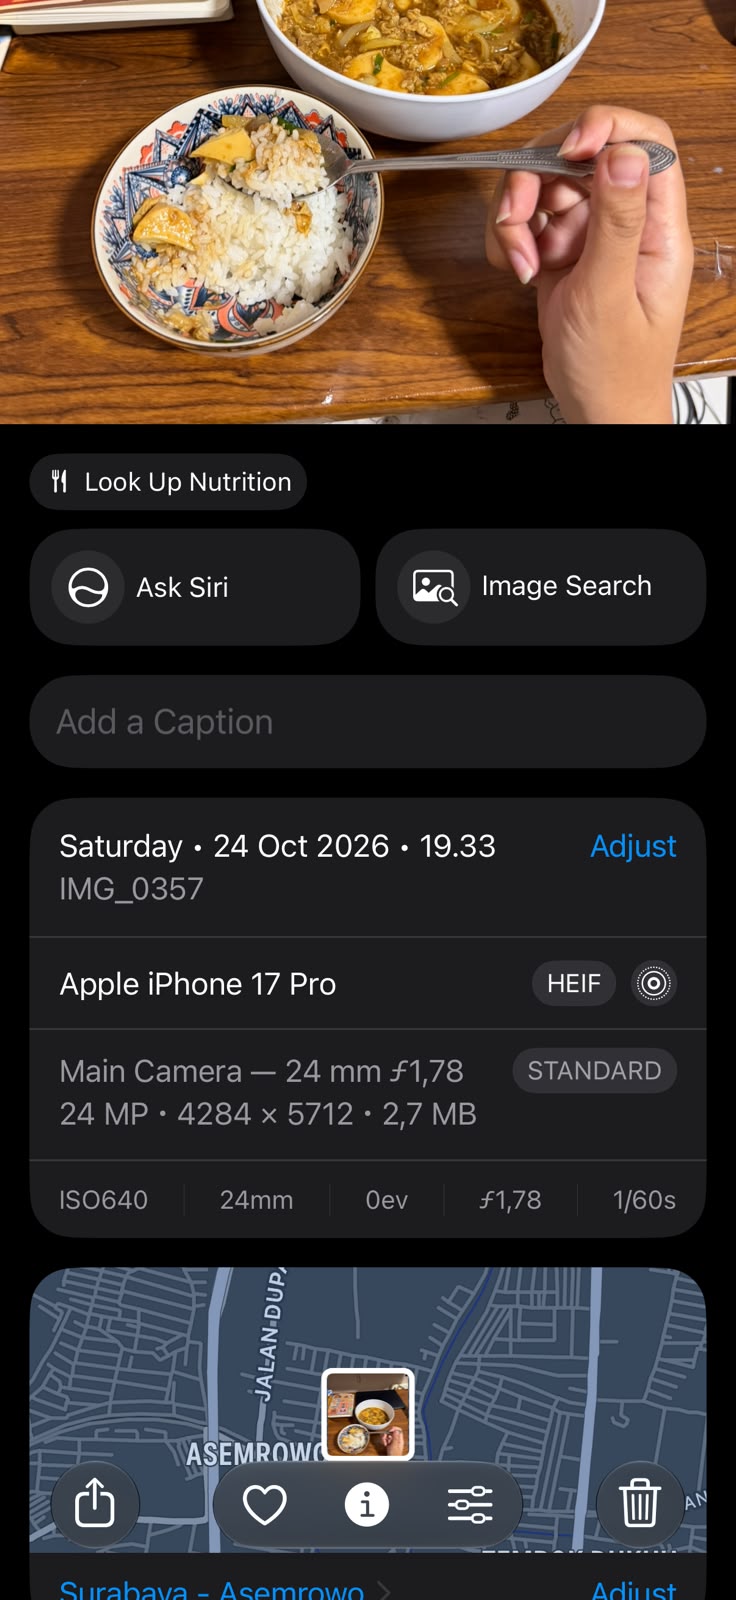 Look Up Nutrition
Ask Siri
Image Search
Add a Caption
Saturday • 24 Oct 2026 • 19.33
Adjust
IMG_0357
Apple iPhone 17 Pro
HEIF
Main Camera — 24 mm ƒ1,78
STANDARD
24 MP • 4284 × 5712 • 2,7 MB
ISO640
24mm
0ev
ƒ1,78
1/60s
JALAN DUPA
ASEMROWO
Surabaya - Asemrowo
Adjust